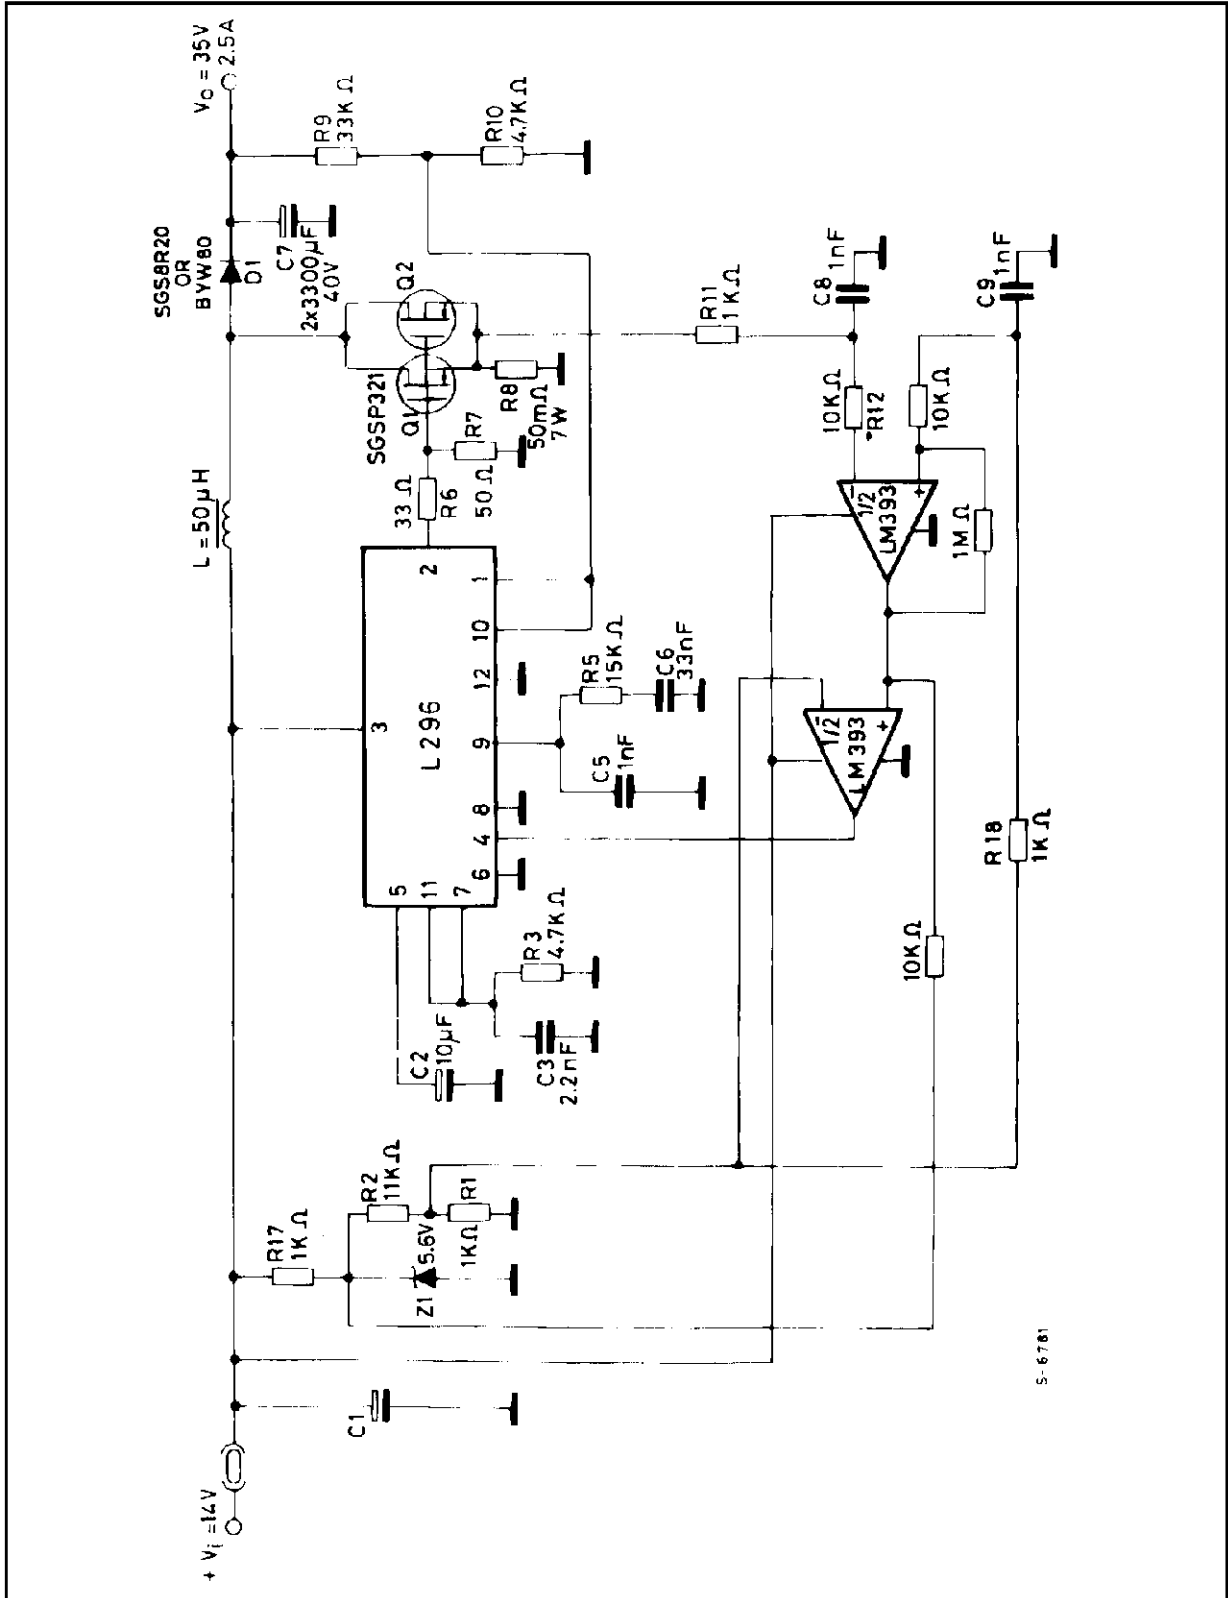 + Vi = 14V
C1
R17
1KΩ
Z1
5.6V
R2
11KΩ
R1
1KΩ
C2
10µF
C3
2.2nF
R3
4.7KΩ
L = 50µH
3
L296
5
11
7
6
4
8
9
12
10
1
2
C5
1nF
R5
15KΩ
C6
33nF
33Ω
R6
R7
50Ω
SGSP321
Q1
Q2
R8
50mΩ
7W
SGS8R20
OR
BYW80
D1
C7
2x3300µF
40V
Vo = 35V
2.5A
R9
33KΩ
R10
4.7KΩ
R11
1KΩ
C8
1nF
10KΩ
*R12
10KΩ
C9
1nF
1/2
LM393
−
+
1MΩ
1/2
LM393
−
+
10KΩ
R18
1KΩ
S-6781